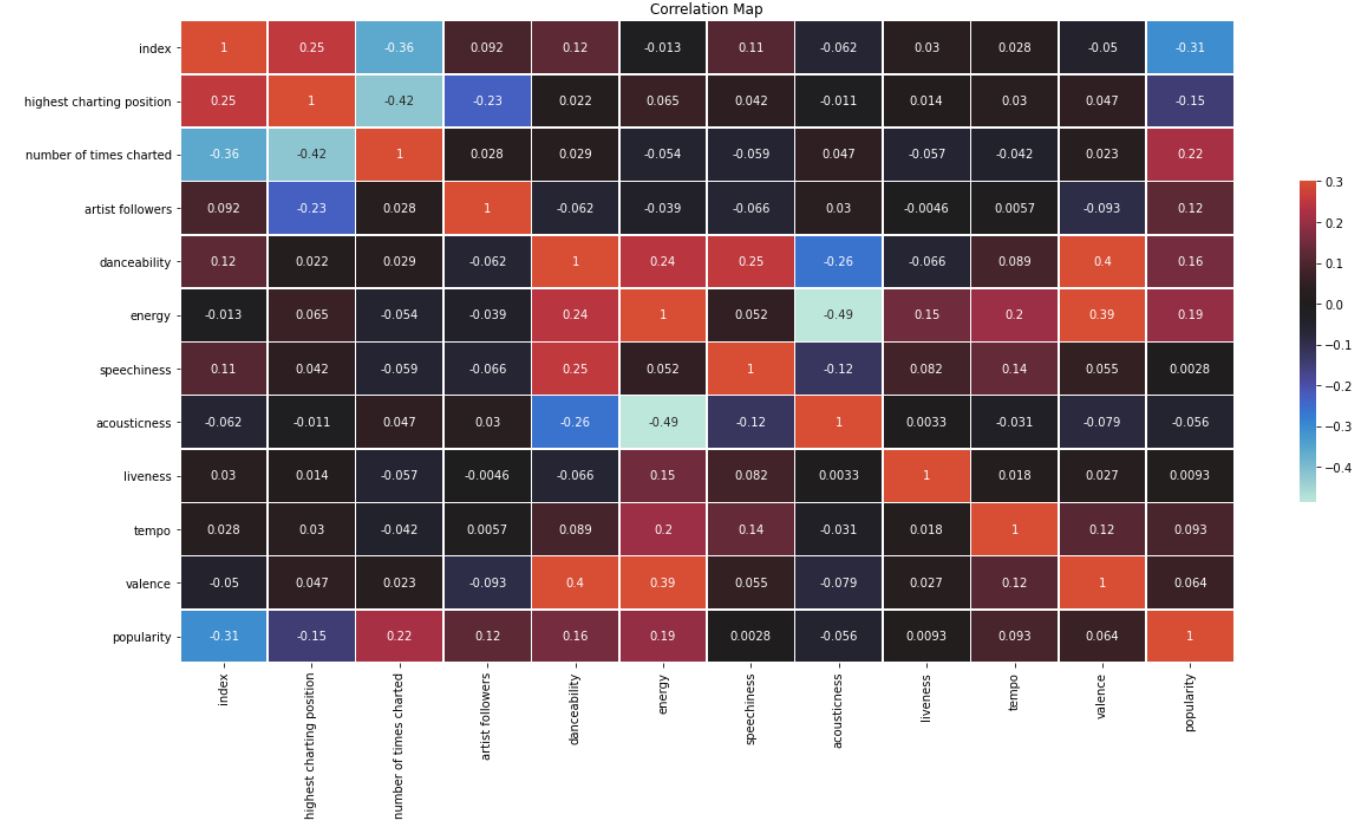 Correlation Map
index 1 0.25 -0.36 0.092 0.12 -0.013 0.11 -0.062 0.03 0.028 -0.05 -0.31
highest charting position 0.25 1 -0.42 -0.23 0.022 0.065 0.042 -0.011 0.014 0.03 0.047 -0.15
number of times charted -0.36 -0.42 1 0.028 0.029 -0.054 -0.059 0.047 -0.057 -0.042 0.023 0.22
artist followers 0.092 -0.23 0.028 1 -0.062 -0.039 -0.066 0.03 -0.0046 0.0057 -0.093 0.12
danceability 0.12 0.022 0.029 -0.062 1 0.24 0.25 -0.26 -0.066 0.089 0.4 0.16
energy -0.013 0.065 -0.054 -0.039 0.24 1 0.052 -0.49 0.15 0.2 0.39 0.19
speechiness 0.11 0.042 -0.059 -0.066 0.25 0.052 1 -0.12 0.082 0.14 0.055 0.0028
acousticness -0.062 -0.011 0.047 0.03 -0.26 -0.49 -0.12 1 0.0033 -0.031 -0.079 -0.056
liveness 0.03 0.014 -0.057 -0.0046 -0.066 0.15 0.082 0.0033 1 0.018 0.027 0.0093
tempo 0.028 0.03 -0.042 0.0057 0.089 0.2 0.14 -0.031 0.018 1 0.12 0.093
valence -0.05 0.047 0.023 -0.093 0.4 0.39 0.055 -0.079 0.027 0.12 1 0.064
popularity -0.31 -0.15 0.22 0.12 0.16 0.19 0.0028 -0.056 0.0093 0.093 0.064 1
index
highest charting position
number of times charted
artist followers
danceability
energy
speechiness
acousticness
liveness
tempo
valence
popularity
0.3
0.2
0.1
0.0
−0.1
−0.2
−0.3
−0.4